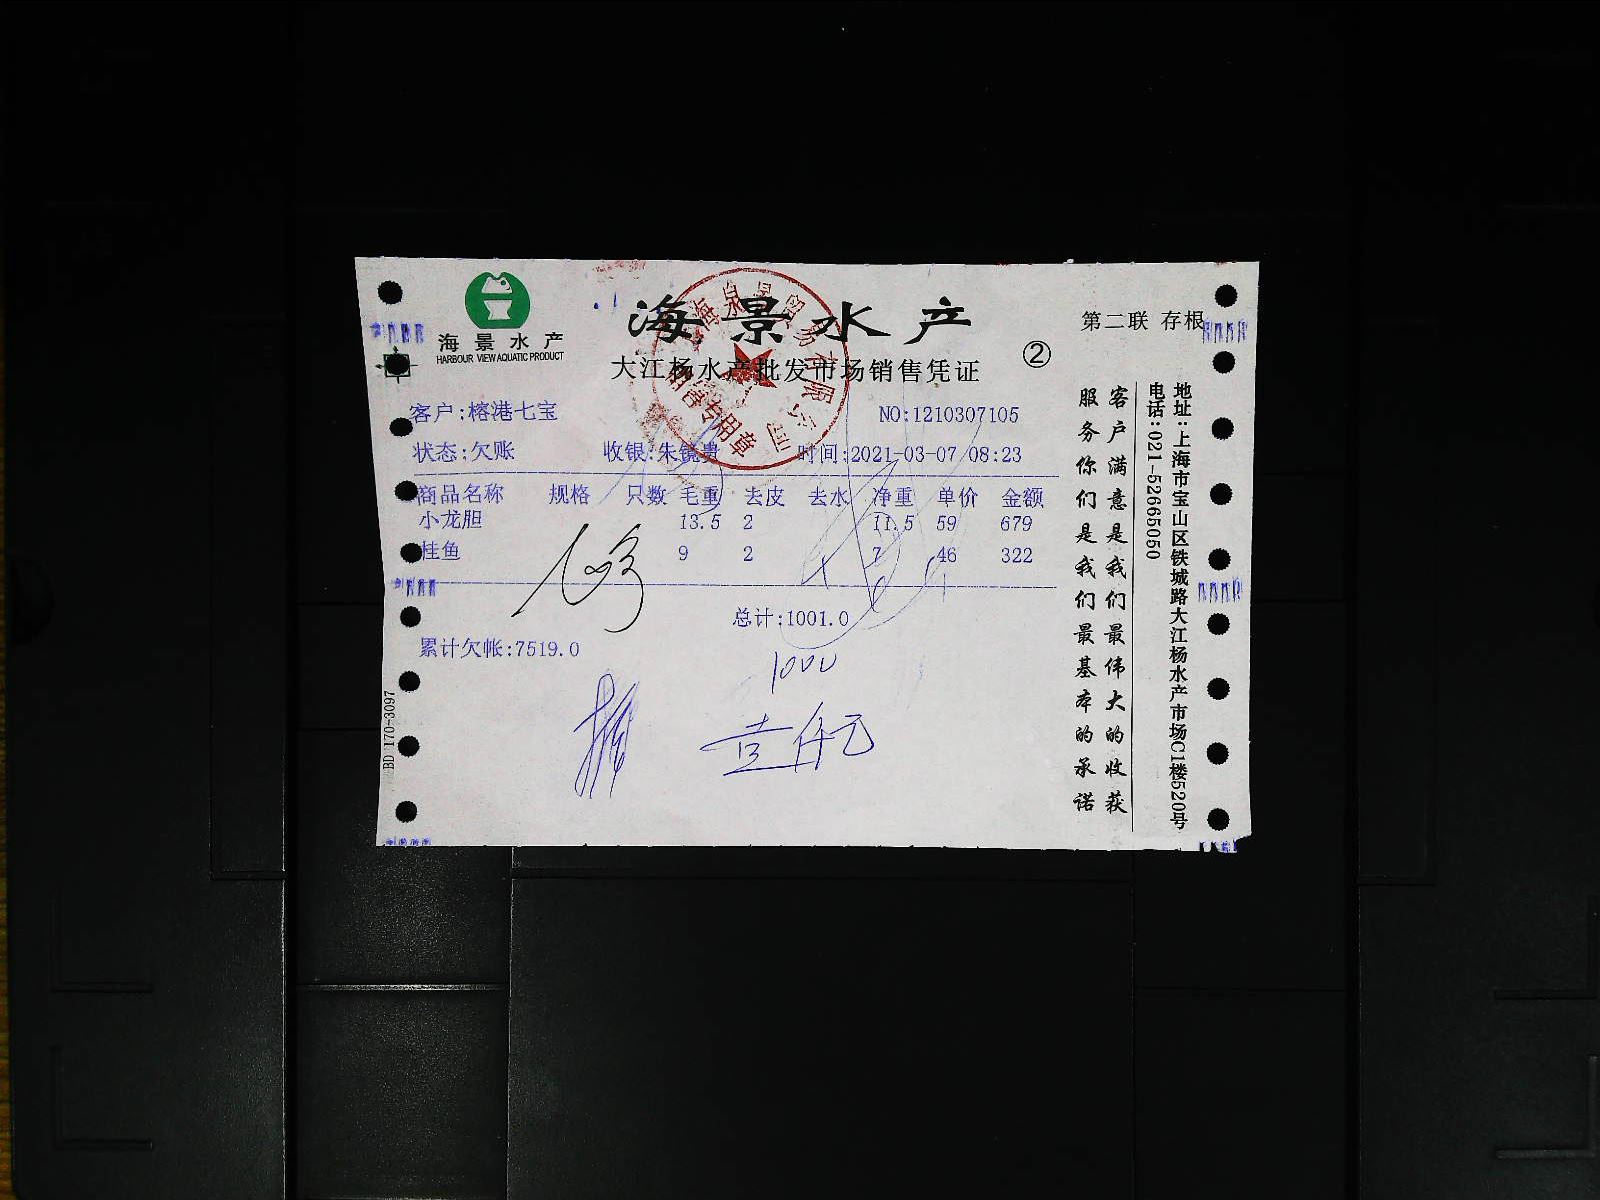 海景水产
HARBOUR VIEW AQUATIC PRODUCT
海景水产
第二联 存根
大江杨水产批发市场销售凭证
②
客户:榕港七宝 NO:1210307105
状态:欠账 收银:朱镜贵 时间:2021-03-07 08:23
商品名称 规格 只数 毛重 去皮 去水 净重 单价 金额
小龙胆 13.5 2 11.5 59 679
桂鱼 9 2 7 46 322
总计:1001.0
累计欠帐:7519.0
1000
壹仟元
BD 170-3097
客户满意是我们最伟大的收获
服务你们是我们最基本的承诺
地址:上海市宝山区铁城路大江杨水产市场C1楼520号
电话:021-52665050